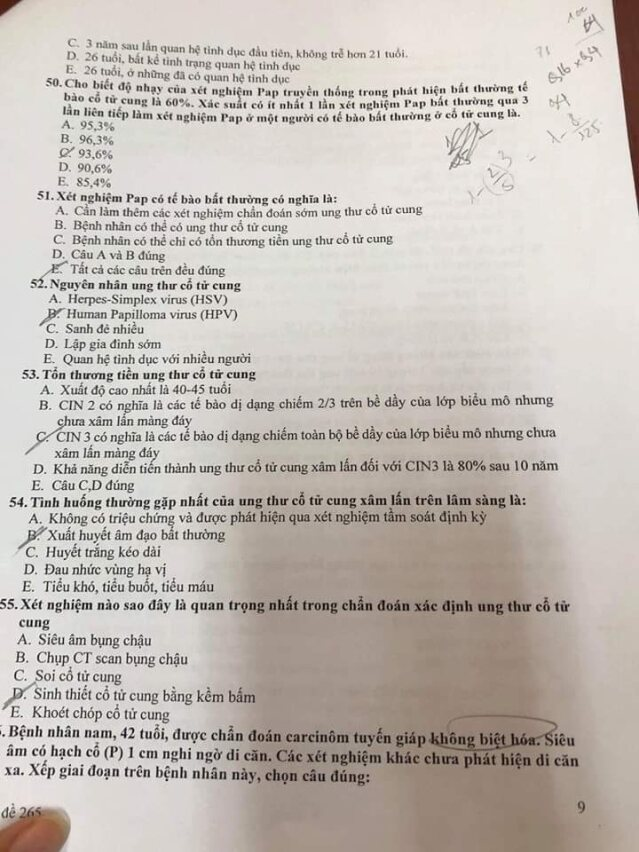 C. 3 năm sau lần quan hệ tình dục đầu tiên, không trễ hơn 21 tuổi.
D. 26 tuổi, bất kể tình trạng quan hệ tình dục
E. 26 tuổi, ở những đã có quan hệ tình dục
50. Cho biết độ nhạy của xét nghiệm Pap truyền thống trong phát hiện bất thường tế
bào cổ tử cung là 60%. Xác suất có ít nhất 1 lần xét nghiệm Pap bất thường qua 3
lần liên tiếp làm xét nghiệm Pap ở một người có tế bào bất thường ở cổ tử cung là.
A. 95,3%
B. 96,3%
C. 93,6%
D. 90,6%
E. 85,4%
51. Xét nghiệm Pap có tế bào bất thường có nghĩa là:
A. Cần làm thêm các xét nghiệm chẩn đoán sớm ung thư cổ tử cung
B. Bệnh nhân có thể có ung thư cổ tử cung
C. Bệnh nhân có thể chỉ có tổn thương tiền ung thư cổ tử cung
D. Câu A và B đúng
E. Tất cả các câu trên đều đúng
52. Nguyên nhân ung thư cổ tử cung
A. Herpes-Simplex virus (HSV)
B. Human Papilloma virus (HPV)
C. Sanh đẻ nhiều
D. Lập gia đình sớm
E. Quan hệ tình dục với nhiều người
53. Tổn thương tiền ung thư cổ tử cung
A. Xuất độ cao nhất là 40-45 tuổi
B. CIN 2 có nghĩa là các tế bào dị dạng chiếm 2/3 trên bề dầy của lớp biểu mô nhưng
chưa xâm lấn màng đáy
C. CIN 3 có nghĩa là các tế bào dị dạng chiếm toàn bộ bề dầy của lớp biểu mô nhưng chưa
xâm lấn màng đáy
D. Khả năng diễn tiến thành ung thư cổ tử cung xâm lấn đối với CIN3 là 80% sau 10 năm
E. Câu C,D đúng
54. Tình huống thường gặp nhất của ung thư cổ tử cung xâm lấn trên lâm sàng là:
A. Không có triệu chứng và được phát hiện qua xét nghiệm tầm soát định kỳ
B. Xuất huyết âm đạo bất thường
C. Huyết trắng kéo dài
D. Đau nhức vùng hạ vị
E. Tiểu khó, tiểu buốt, tiểu máu
55. Xét nghiệm nào sao đây là quan trọng nhất trong chẩn đoán xác định ung thư cổ tử
cung
A. Siêu âm bụng chậu
B. Chụp CT scan bụng chậu
C. Soi cổ tử cung
D. Sinh thiết cổ tử cung bằng kềm bấm
E. Khoét chóp cổ tử cung
Bệnh nhân nam, 42 tuổi, được chẩn đoán carcinôm tuyến giáp không biệt hóa. Siêu
âm có hạch cổ (P) 1 cm nghi ngờ di căn. Các xét nghiệm khác chưa phát hiện di căn
xa. Xếp giai đoạn trên bệnh nhân này, chọn câu đúng:
đề 265
9